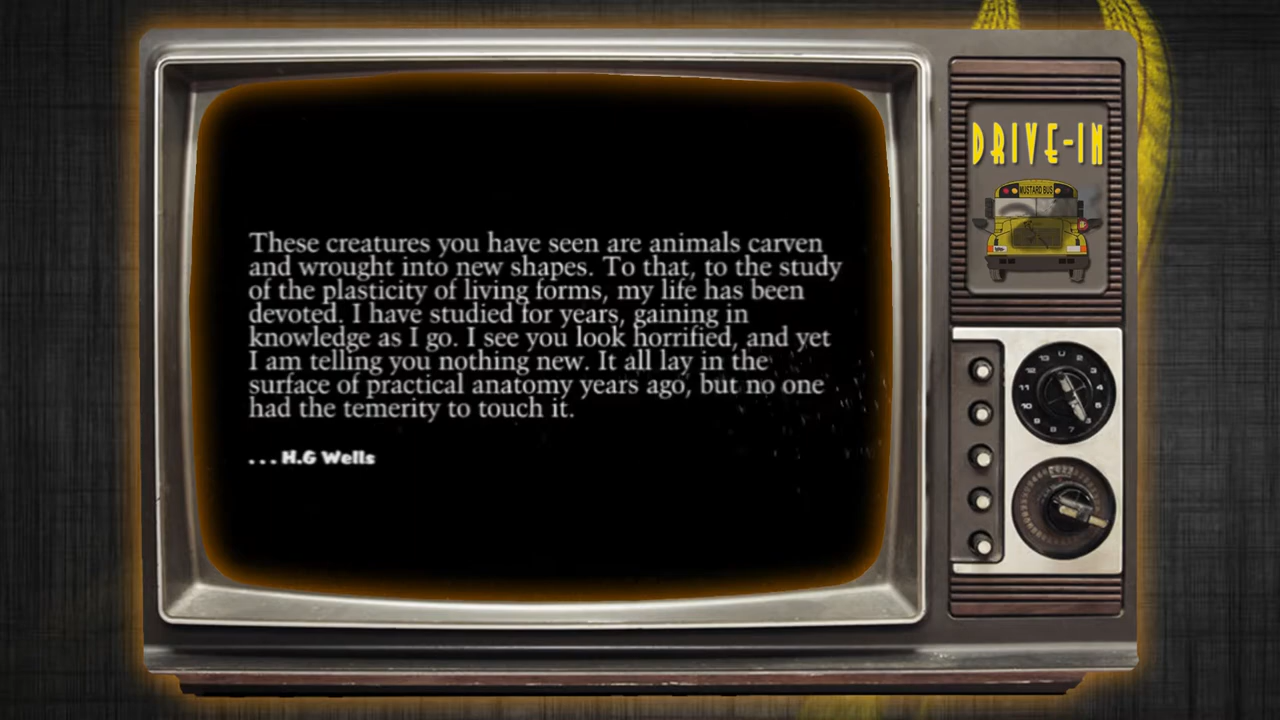 These creatures you have seen are animals carven
and wrought into new shapes. To that, to the study
of the plasticity of living forms, my life has been
devoted. I have studied for years, gaining in
knowledge as I go. I see you look horrified, and yet
I am telling you nothing new. It all lay in the
surface of practical anatomy years ago, but no one
had the temerity to touch it.
...H.G Wells
DRIVE-IN
MUSTARD BUS